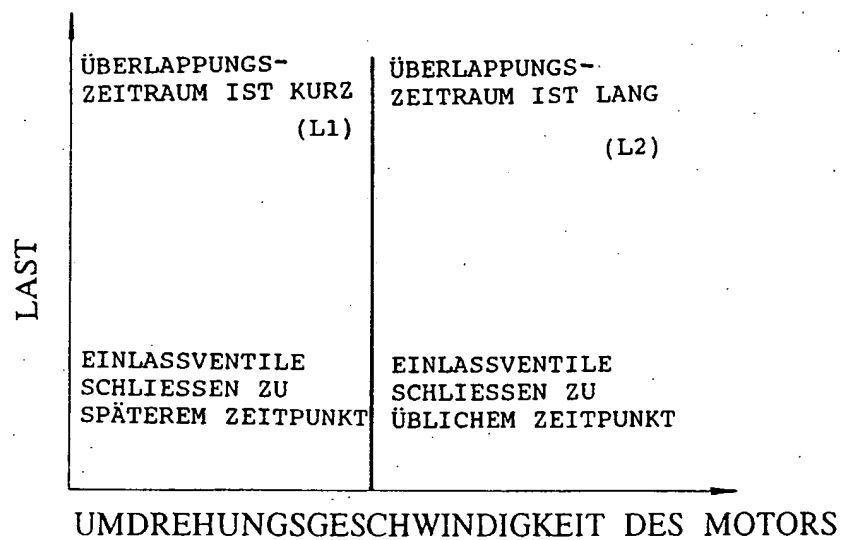 ÜBERLAPPUNGS-
ZEITRAUM IST KURZ
(L1)
ÜBERLAPPUNGS-
ZEITRAUM IST LANG
(L2)
LAST
EINLASSVENTILE
SCHLIESSEN ZU
SPÄTEREM ZEITPUNKT
EINLASSVENTILE
SCHLIESSEN ZU
ÜBLICHEM ZEITPUNKT
UMDREHUNGSGESCHWINDIGKEIT DES MOTORS